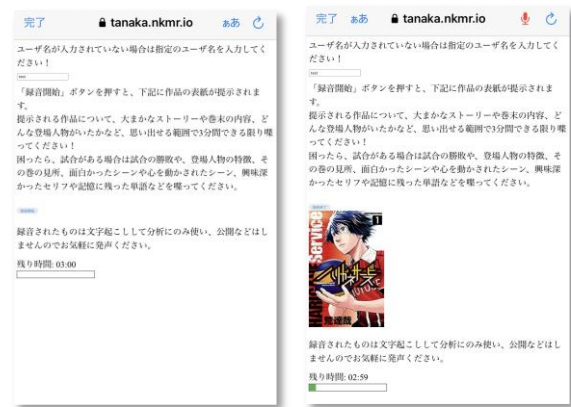 完了
tanaka.nkmr.io
ぁあ
ユーザ名が入力されていない場合は指定のユーザ名を入力してく
ださい！
test
「録音開始」ボタンを押すと、下記に作品の表紙が提示されま
す。
提示される作品について、大まかなストーリーや巻末の内容、ど
んな登場人物がいたかなど、思い出せる範囲で3分間できる限り喋
ってください！
困ったら、試合がある場合は試合の勝敗や、登場人物の特徴、そ
の巻の見所、面白かったシーンや心を動かされたシーン、興味深
かったセリフや記憶に残った単語などを喋ってください。
録音開始
録音されたものは文字起こしして分析にのみ使い、公開などはし
ませんのでお気軽に発声ください。
残り時間: 03:00
完了
ぁあ
tanaka.nkmr.io
ユーザ名が入力されていない場合は指定のユーザ名を入力してく
ださい！
test
「録音開始」ボタンを押すと、下記に作品の表紙が提示されま
す。
提示される作品について、大まかなストーリーや巻末の内容、ど
んな登場人物がいたかなど、思い出せる範囲で3分間できる限り喋
ってください！
困ったら、試合がある場合は試合の勝敗や、登場人物の特徴、そ
の巻の見所、面白かったシーンや心を動かされたシーン、興味深
かったセリフや記憶に残った単語などを喋ってください。
1
ハリガネサービス
荒達哉
録音されたものは文字起こしして分析にのみ使い、公開などはし
ませんのでお気軽に発声ください。
残り時間: 02:59